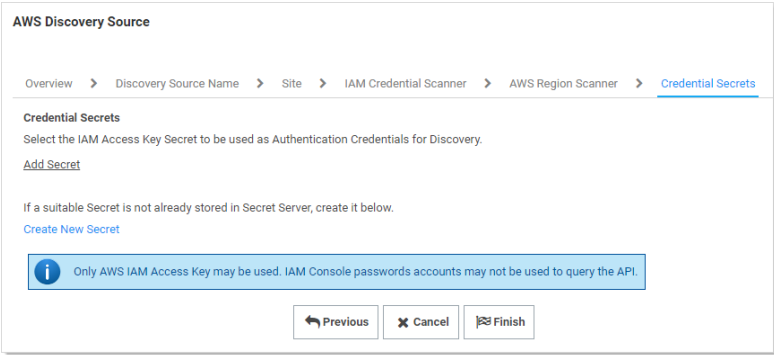 AWS Discovery Source
Overview > Discovery Source Name > Site > IAM Credential Scanner > AWS Region Scanner > Credential Secrets
Credential Secrets
Select the IAM Access Key Secret to be used as Authentication Credentials for Discovery.
Add Secret
If a suitable Secret is not already stored in Secret Server, create it below.
Create New Secret
Only AWS IAM Access Key may be used. IAM Console passwords accounts may not be used to query the API.
Previous Cancel Finish